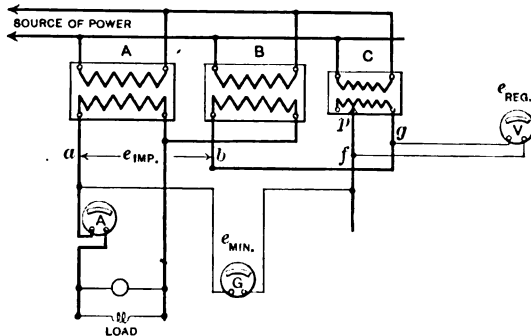 SOURCE OF POWER
A
B
C
e REG.
V
p
g
a
e IMP.
b
f
A
e MIN.
G
LOAD